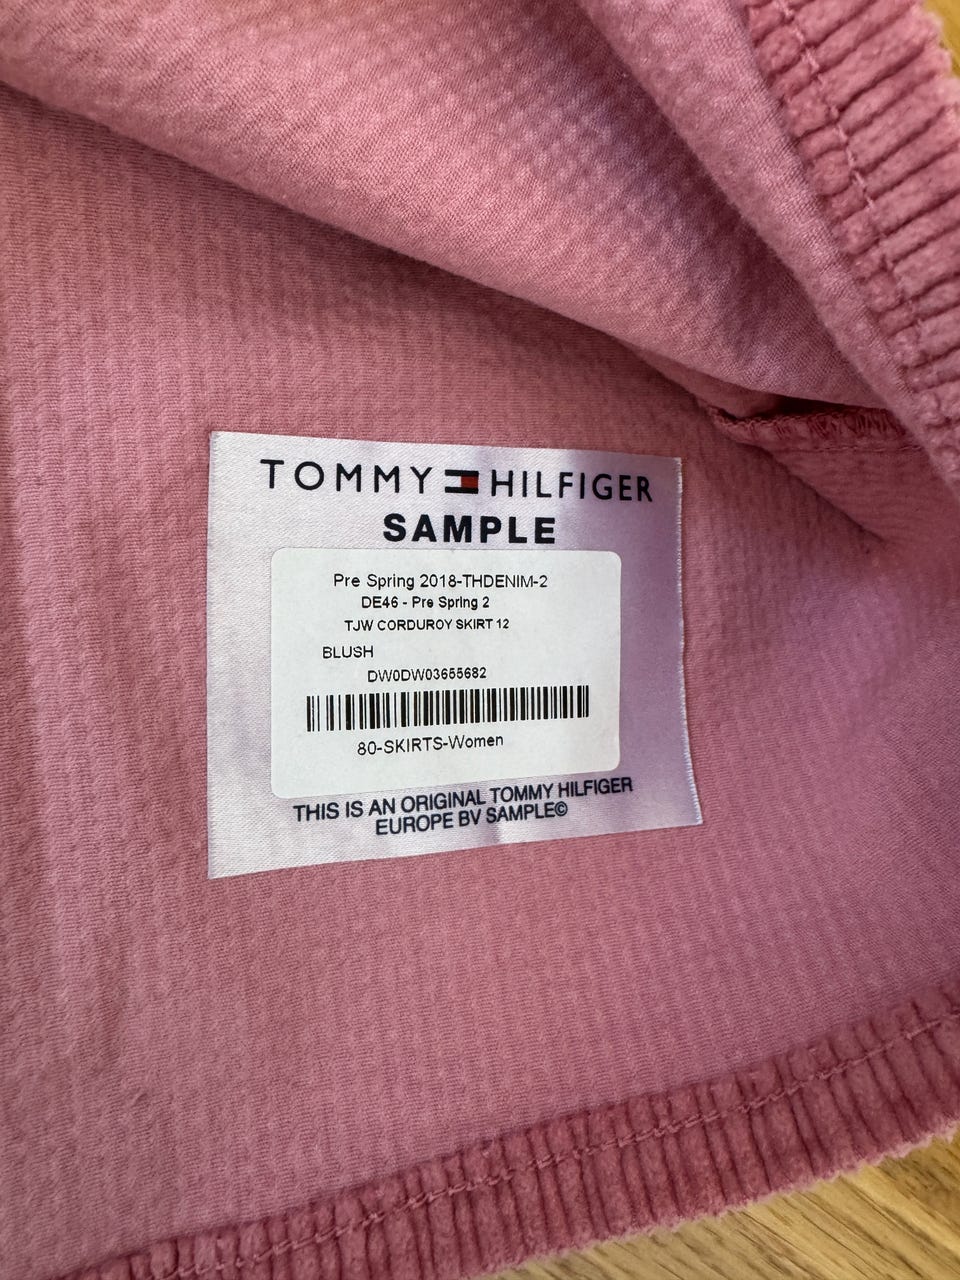 TOMMY HILFIGER
SAMPLE
Pre Spring 2018-THDENIM-2
DE46 - Pre Spring 2
TJW CORDUROY SKIRT 12
BLUSH
DW0DW03655682
80-SKIRTS-Women
THIS IS AN ORIGINAL TOMMY HILFIGER
EUROPE BV SAMPLE©